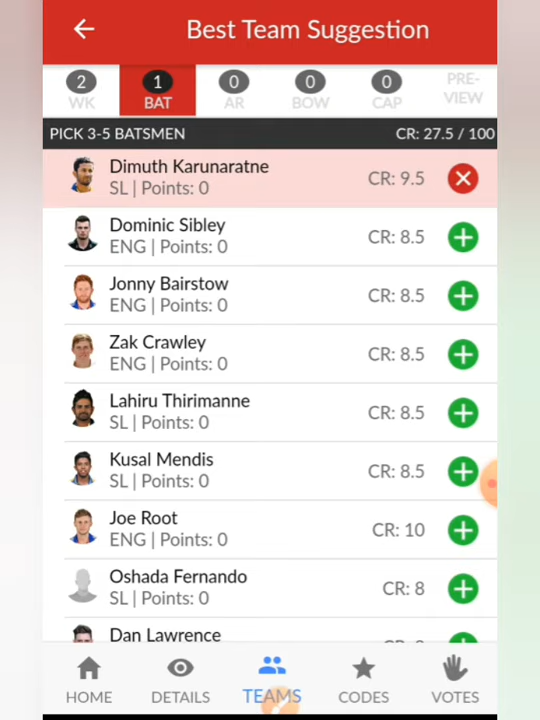 Best Team Suggestion
2 1 0 0 0 PRE-
WK BAT AR BOW CAP VIEW
PICK 3-5 BATSMEN CR: 27.5 / 100
Dimuth Karunaratne
SL | Points: 0 CR: 9.5
Dominic Sibley
ENG | Points: 0 CR: 8.5
Jonny Bairstow
ENG | Points: 0 CR: 8.5
Zak Crawley
ENG | Points: 0 CR: 8.5
Lahiru Thirimanne
SL | Points: 0 CR: 8.5
Kusal Mendis
SL | Points: 0 CR: 8.5
Joe Root
ENG | Points: 0 CR: 10
Oshada Fernando
SL | Points: 0 CR: 8
Dan Lawrence
HOME DETAILS TEAMS CODES VOTES